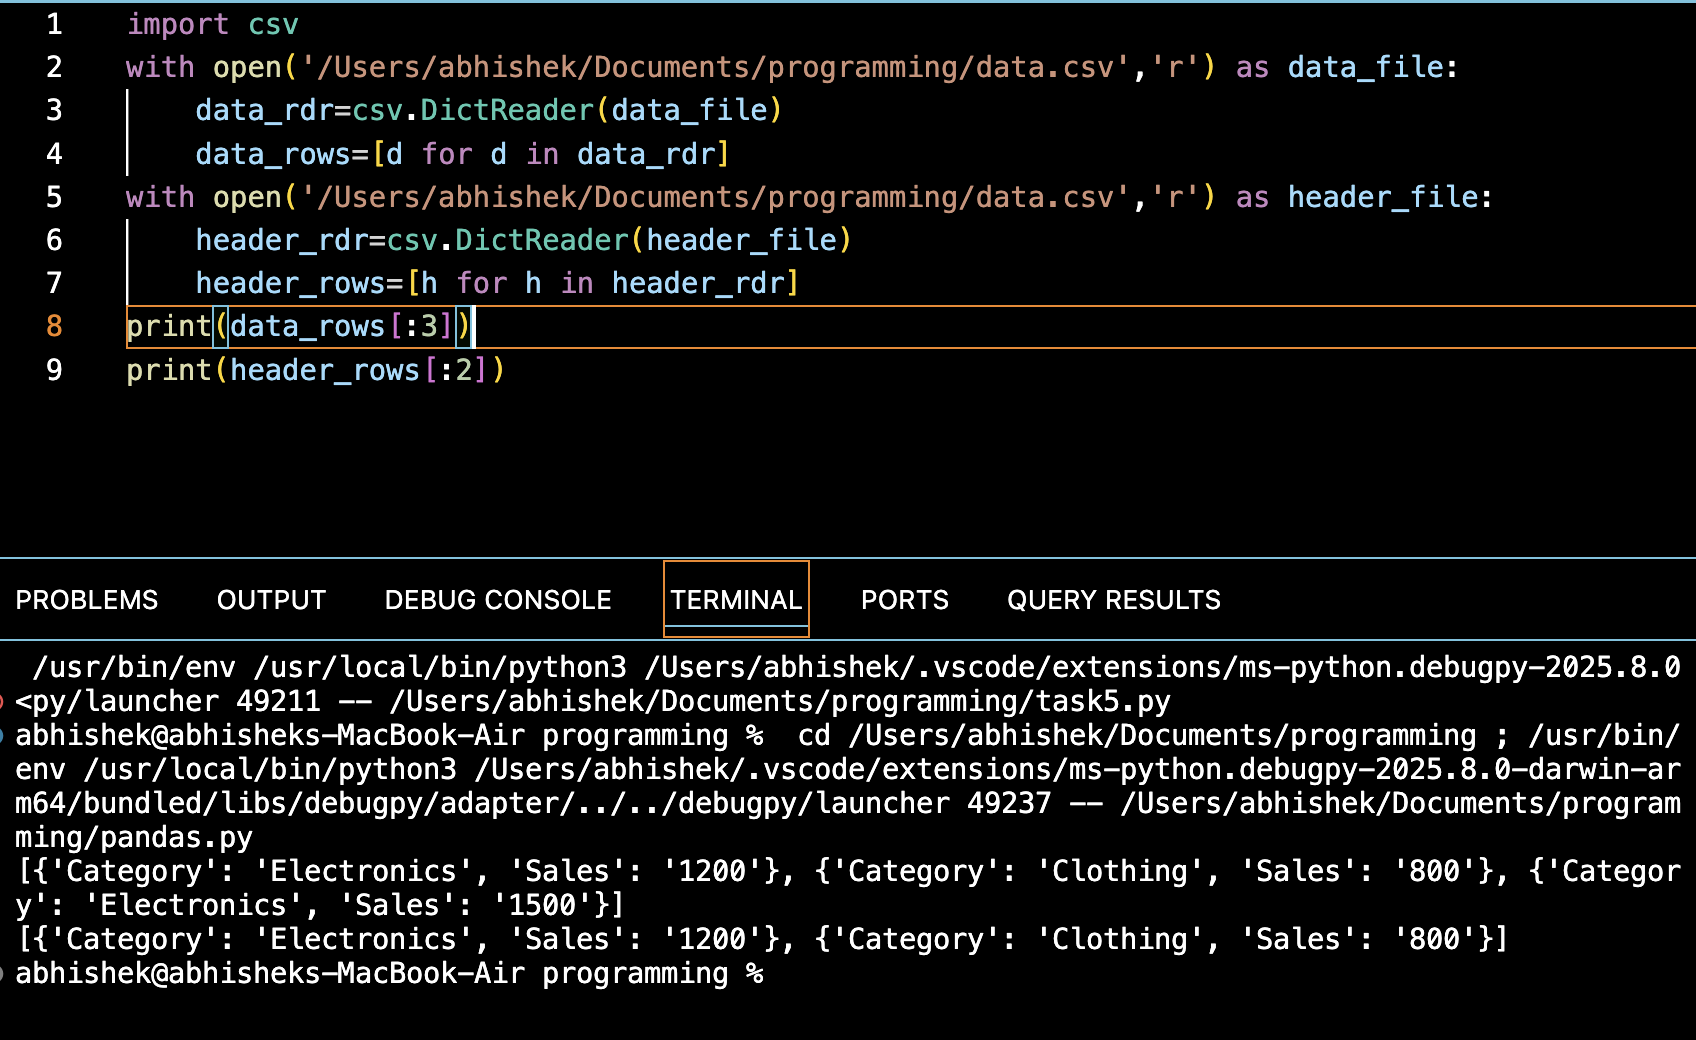 1 import csv
2 with open('/Users/abhishek/Documents/programming/data.csv','r') as data_file:
3     data_rdr=csv.DictReader(data_file)
4     data_rows=[d for d in data_rdr]
5 with open('/Users/abhishek/Documents/programming/data.csv','r') as header_file:
6     header_rdr=csv.DictReader(header_file)
7     header_rows=[h for h in header_rdr]
8 print(data_rows[:3])
9 print(header_rows[:2])
PROBLEMS OUTPUT DEBUG CONSOLE TERMINAL PORTS QUERY RESULTS
/usr/bin/env /usr/local/bin/python3 /Users/abhishek/.vscode/extensions/ms-python.debugpy-2025.8.0
<py/launcher 49211 -- /Users/abhishek/Documents/programming/task5.py
abhishek@abhisheks-MacBook-Air programming %  cd /Users/abhishek/Documents/programming ; /usr/bin/
env /usr/local/bin/python3 /Users/abhishek/.vscode/extensions/ms-python.debugpy-2025.8.0-darwin-ar
m64/bundled/libs/debugpy/adapter/../../debugpy/launcher 49237 -- /Users/abhishek/Documents/program
ming/pandas.py
[{'Category': 'Electronics', 'Sales': '1200'}, {'Category': 'Clothing', 'Sales': '800'}, {'Categor
y': 'Electronics', 'Sales': '1500'}]
[{'Category': 'Electronics', 'Sales': '1200'}, {'Category': 'Clothing', 'Sales': '800'}]
abhishek@abhisheks-MacBook-Air programming %